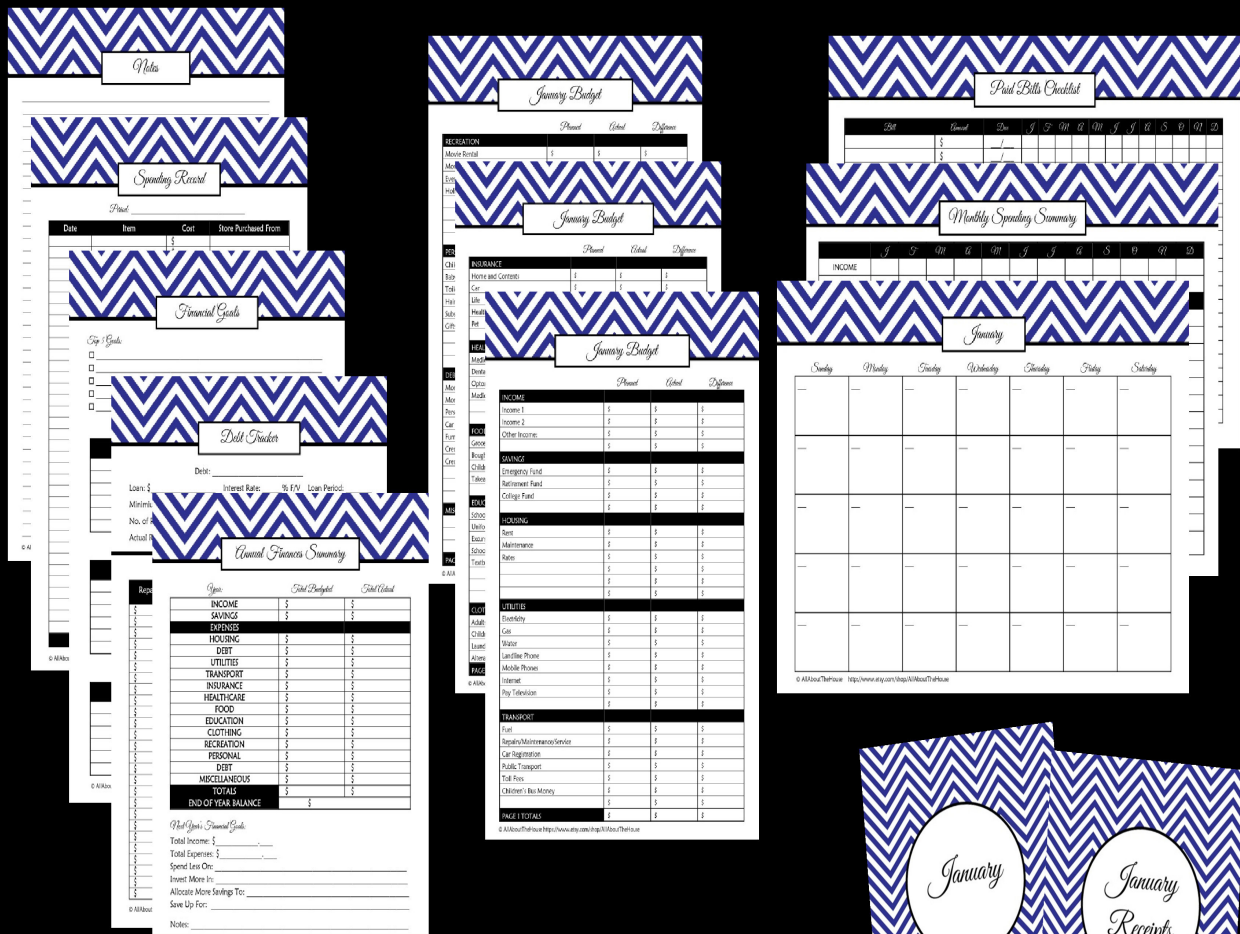 Notes
Spending Record
Period:
Date Item Cost Store Purchased From
$
Financial Goals
Top 5 Goals:
Debt Tracker
Debt:
Loan: $ Interest Rate: % F/V Loan Period:
No. of
Actual
© AllAbou
Annual Finances Summary
Year: Total Budgeted Total Actual
INCOME $ $
SAVINGS $ $
EXPENSES
HOUSING $ $
DEBT $ $
UTILITIES $ $
TRANSPORT $ $
INSURANCE $ $
HEALTHCARE $ $
FOOD $ $
EDUCATION $ $
CLOTHING $ $
RECREATION $ $
PERSONAL $ $
DEBT $ $
MISCELLANEOUS $ $
TOTALS $ $
END OF YEAR BALANCE $
Next Year's Financial Goals:
Total Income: $
Total Expenses: $
Spend Less On:
Invest More In:
Allocate More Savings To:
Save Up For:
Notes:
January Budget
Planned Actual Difference
RECREATION
Movie Rental $ $ $
January Budget
Planned Actual Difference
INSURANCE
Home and Contents $ $ $
Car $ $ $
Life
Health
Pet
January Budget
Planned Actual Difference
INCOME
Income 1 $ $ $
Income 2 $ $ $
Other Income: $ $ $
$ $ $
SAVINGS
Emergency Fund $ $ $
Retirement Fund $ $ $
College Fund $ $ $
$ $ $
HOUSING
Rent $ $ $
Maintenance $ $ $
Rates $ $ $
$ $ $
$ $ $
$ $ $
UTILITIES
Electricity $ $ $
Gas $ $ $
Water $ $ $
Landline Phone $ $ $
Mobile Phones $ $ $
Internet $ $ $
Pay Television $ $ $
$ $ $
TRANSPORT
Fuel $ $ $
Repairs/Maintenance/Service $ $ $
Car Registration $ $ $
Public Transport $ $ $
Toll Fees $ $ $
Children's Bus Money $ $ $
$ $ $
PAGE 1 TOTALS $ $ $
© AllAboutTheHouse http://www.etsy.com/shop/AllAboutTheHouse
Paid Bills Checklist
Bill Amount Due J F M A M J J A S O N D
$ /
$ /
Monthly Spending Summary
J F M A M J J A S O N D
INCOME
January
Sunday Monday Tuesday Wednesday Thursday Friday Saturday
© AllAboutTheHouse http://www.etsy.com/shop/AllAboutTheHouse
January
January
Receipts